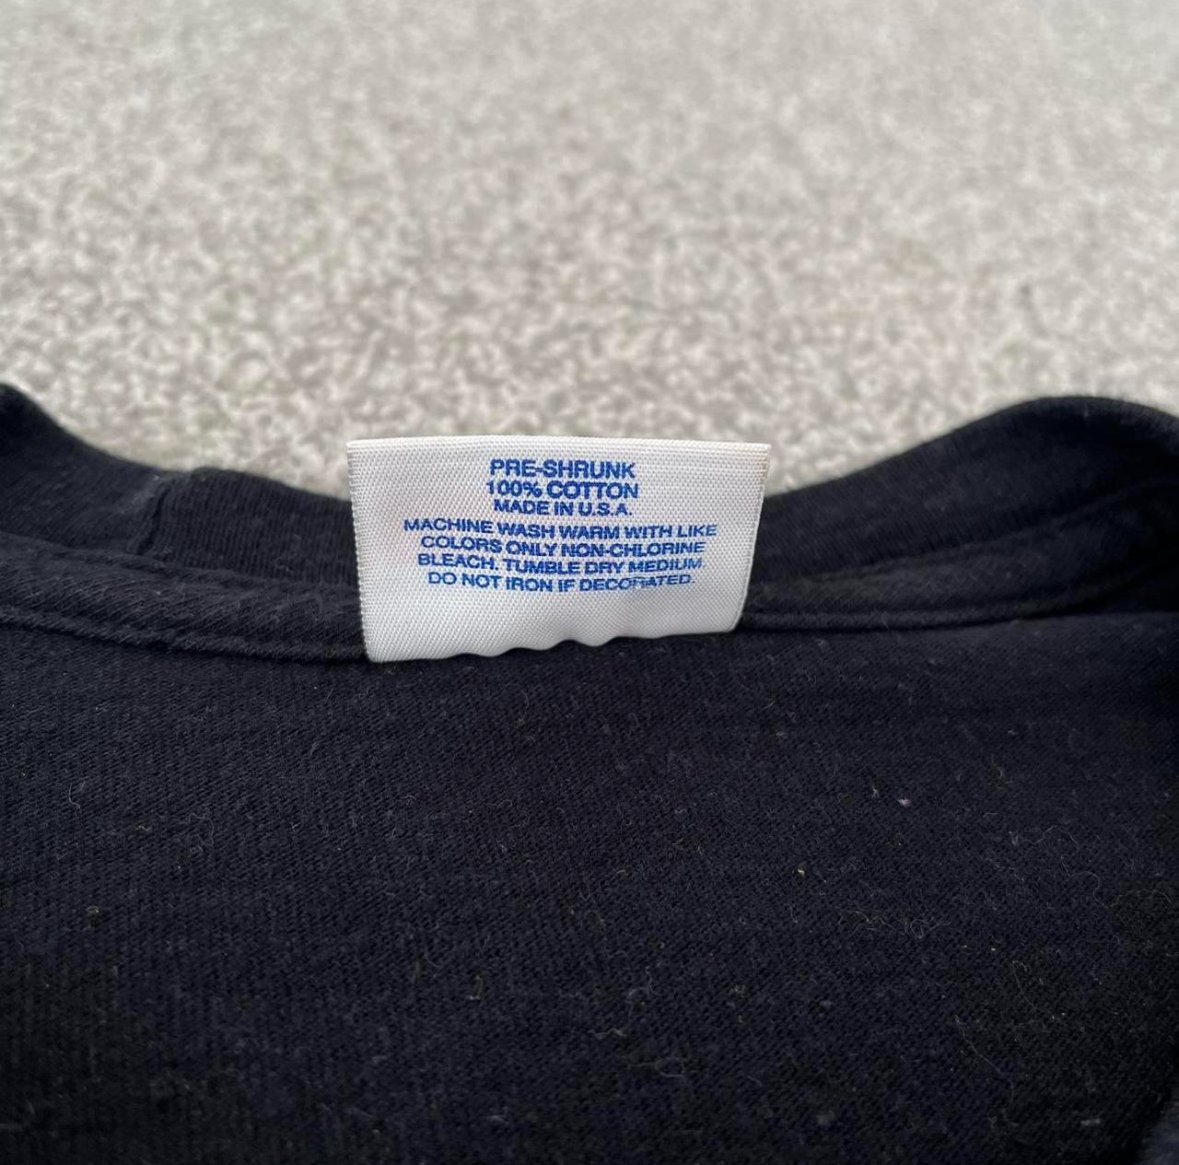 PRE-SHRUNK
100% COTTON
MADE IN U.S.A.
MACHINE WASH WARM WITH LIKE
COLORS ONLY NON-CHLORINE
BLEACH. TUMBLE DRY MEDIUM
DO NOT IRON IF DECORATED.